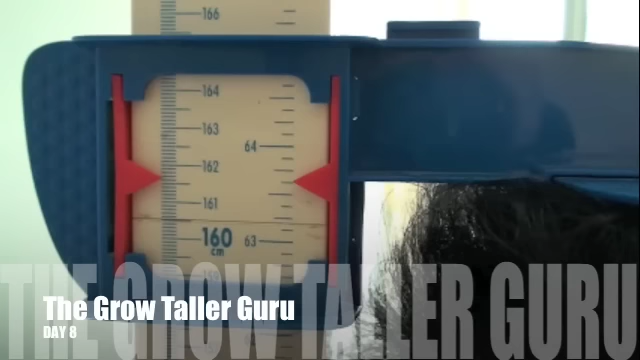 166
164
163
162
161
160
cm
64
63
The Grow Taller Guru
DAY 8
THE GROW TALLER GURU